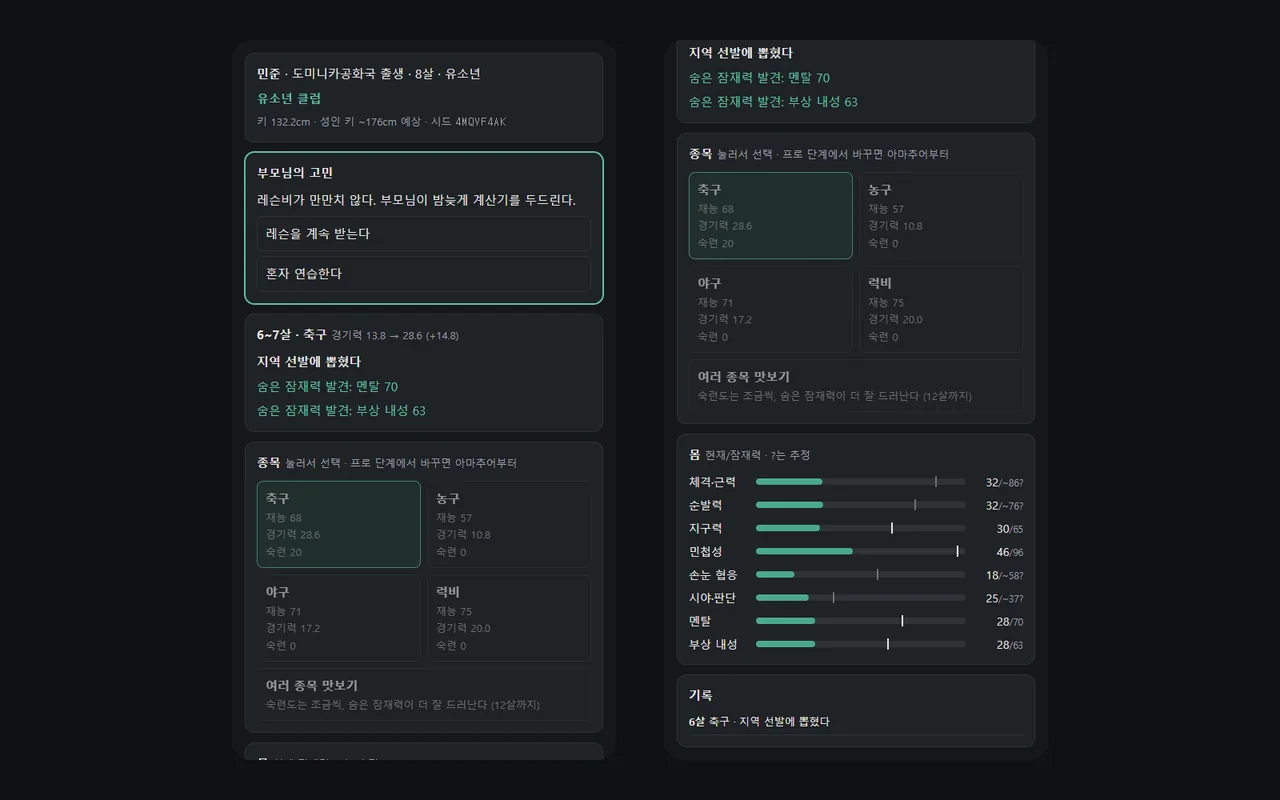 민준 · 도미니카공화국 출생 · 8살 · 유소년
유소년 클럽
키 132.2cm · 성인 키 ~176cm 예상 · 시드 4MQVF4AK
부모님의 고민
레슨비가 만만치 않다. 부모님이 밤늦게 계산기를 두드린다.
레슨을 계속 받는다
혼자 연습한다
6~7살 · 축구 경기력 13.8 → 28.6 (+14.8)
지역 선발에 뽑혔다
숨은 잠재력 발견: 멘탈 70
숨은 잠재력 발견: 부상 내성 63
종목 눌러서 선택 · 프로 단계에서 바꾸면 아마추어부터
축구
재능 68
경기력 28.6
숙련 20
농구
재능 57
경기력 10.8
숙련 0
야구
재능 71
경기력 17.2
숙련 0
럭비
재능 75
경기력 20.0
숙련 0
여러 종목 맛보기
숙련도는 조금씩, 숨은 잠재력이 더 잘 드러난다 (12살까지)
지역 선발에 뽑혔다
숨은 잠재력 발견: 멘탈 70
숨은 잠재력 발견: 부상 내성 63
종목 눌러서 선택 · 프로 단계에서 바꾸면 아마추어부터
축구
재능 68
경기력 28.6
숙련 20
농구
재능 57
경기력 10.8
숙련 0
야구
재능 71
경기력 17.2
숙련 0
럭비
재능 75
경기력 20.0
숙련 0
여러 종목 맛보기
숙련도는 조금씩, 숨은 잠재력이 더 잘 드러난다 (12살까지)
몸 현재/잠재력 · ?는 추정
체격·근력 32/~86?
순발력 32/~76?
지구력 30/65
민첩성 46/96
손눈 협응 18/~58?
시야·판단 25/~37?
멘탈 28/70
부상 내성 28/63
기록
6살 축구 · 지역 선발에 뽑혔다